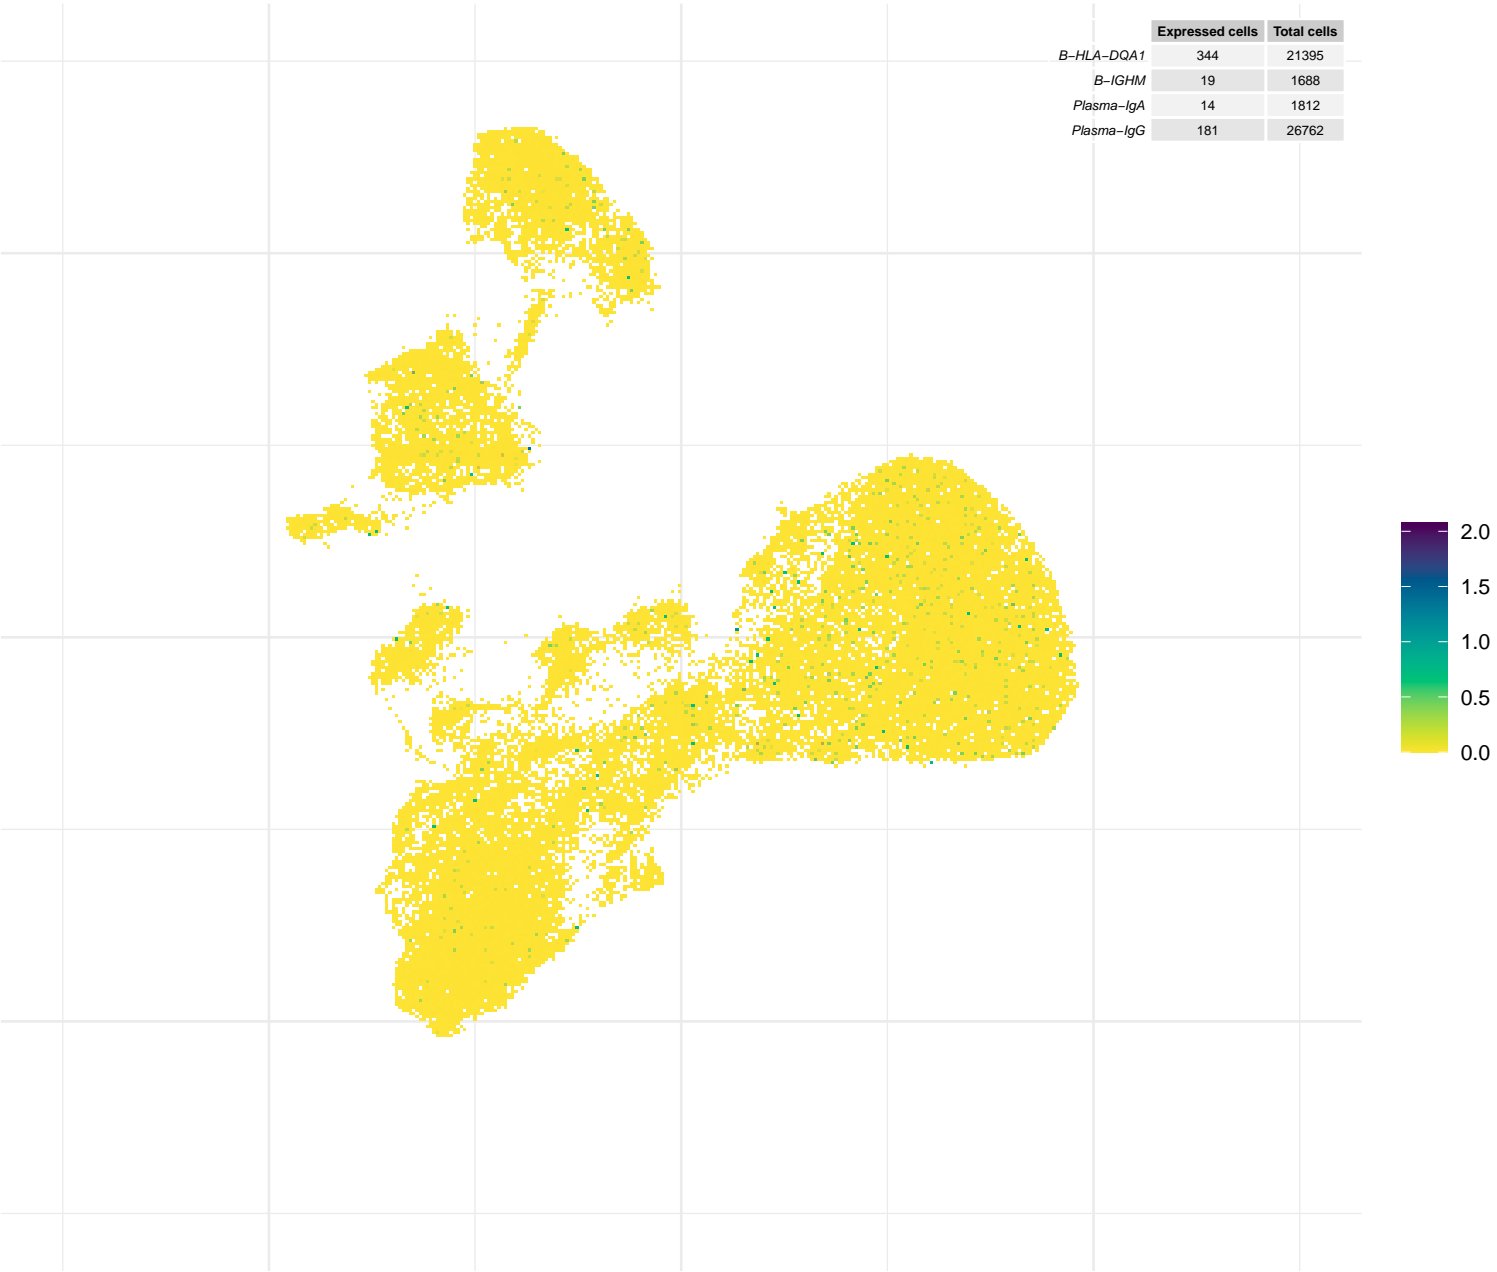 Expressed cells Total cells
B−HLA−DQA1 344 21395
B−IGHM 19 1688
Plasma−IgA 14 1812
Plasma−IgG 181 26762
2.0
1.5
1.0
0.5
0.0